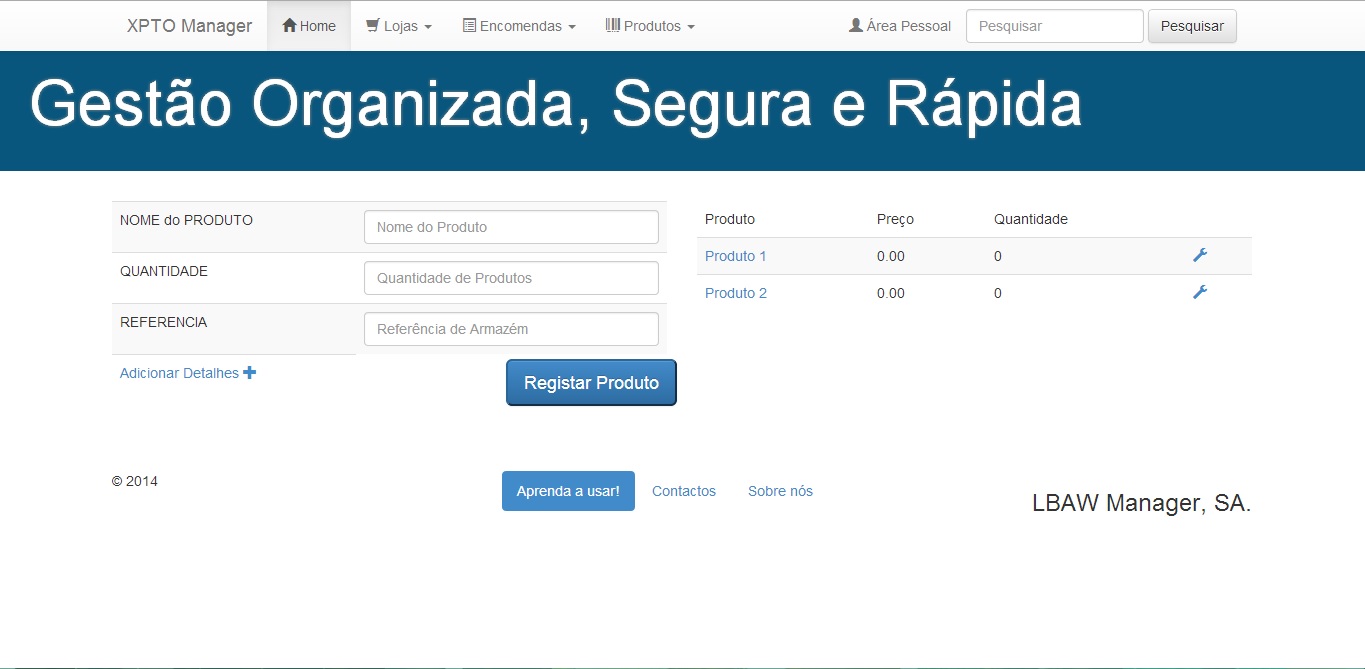 XPTO Manager Home Lojas Encomendas Produtos Área Pessoal Pesquisar Pesquisar
Gestão Organizada, Segura e Rápida
NOME do PRODUTO Nome do Produto
QUANTIDADE Quantidade de Produtos
REFERENCIA Referência de Armazém
Adicionar Detalhes
Registar Produto
Produto Preço Quantidade
Produto 1 0.00 0
Produto 2 0.00 0
© 2014
Aprenda a usar! Contactos Sobre nós
LBAW Manager, SA.